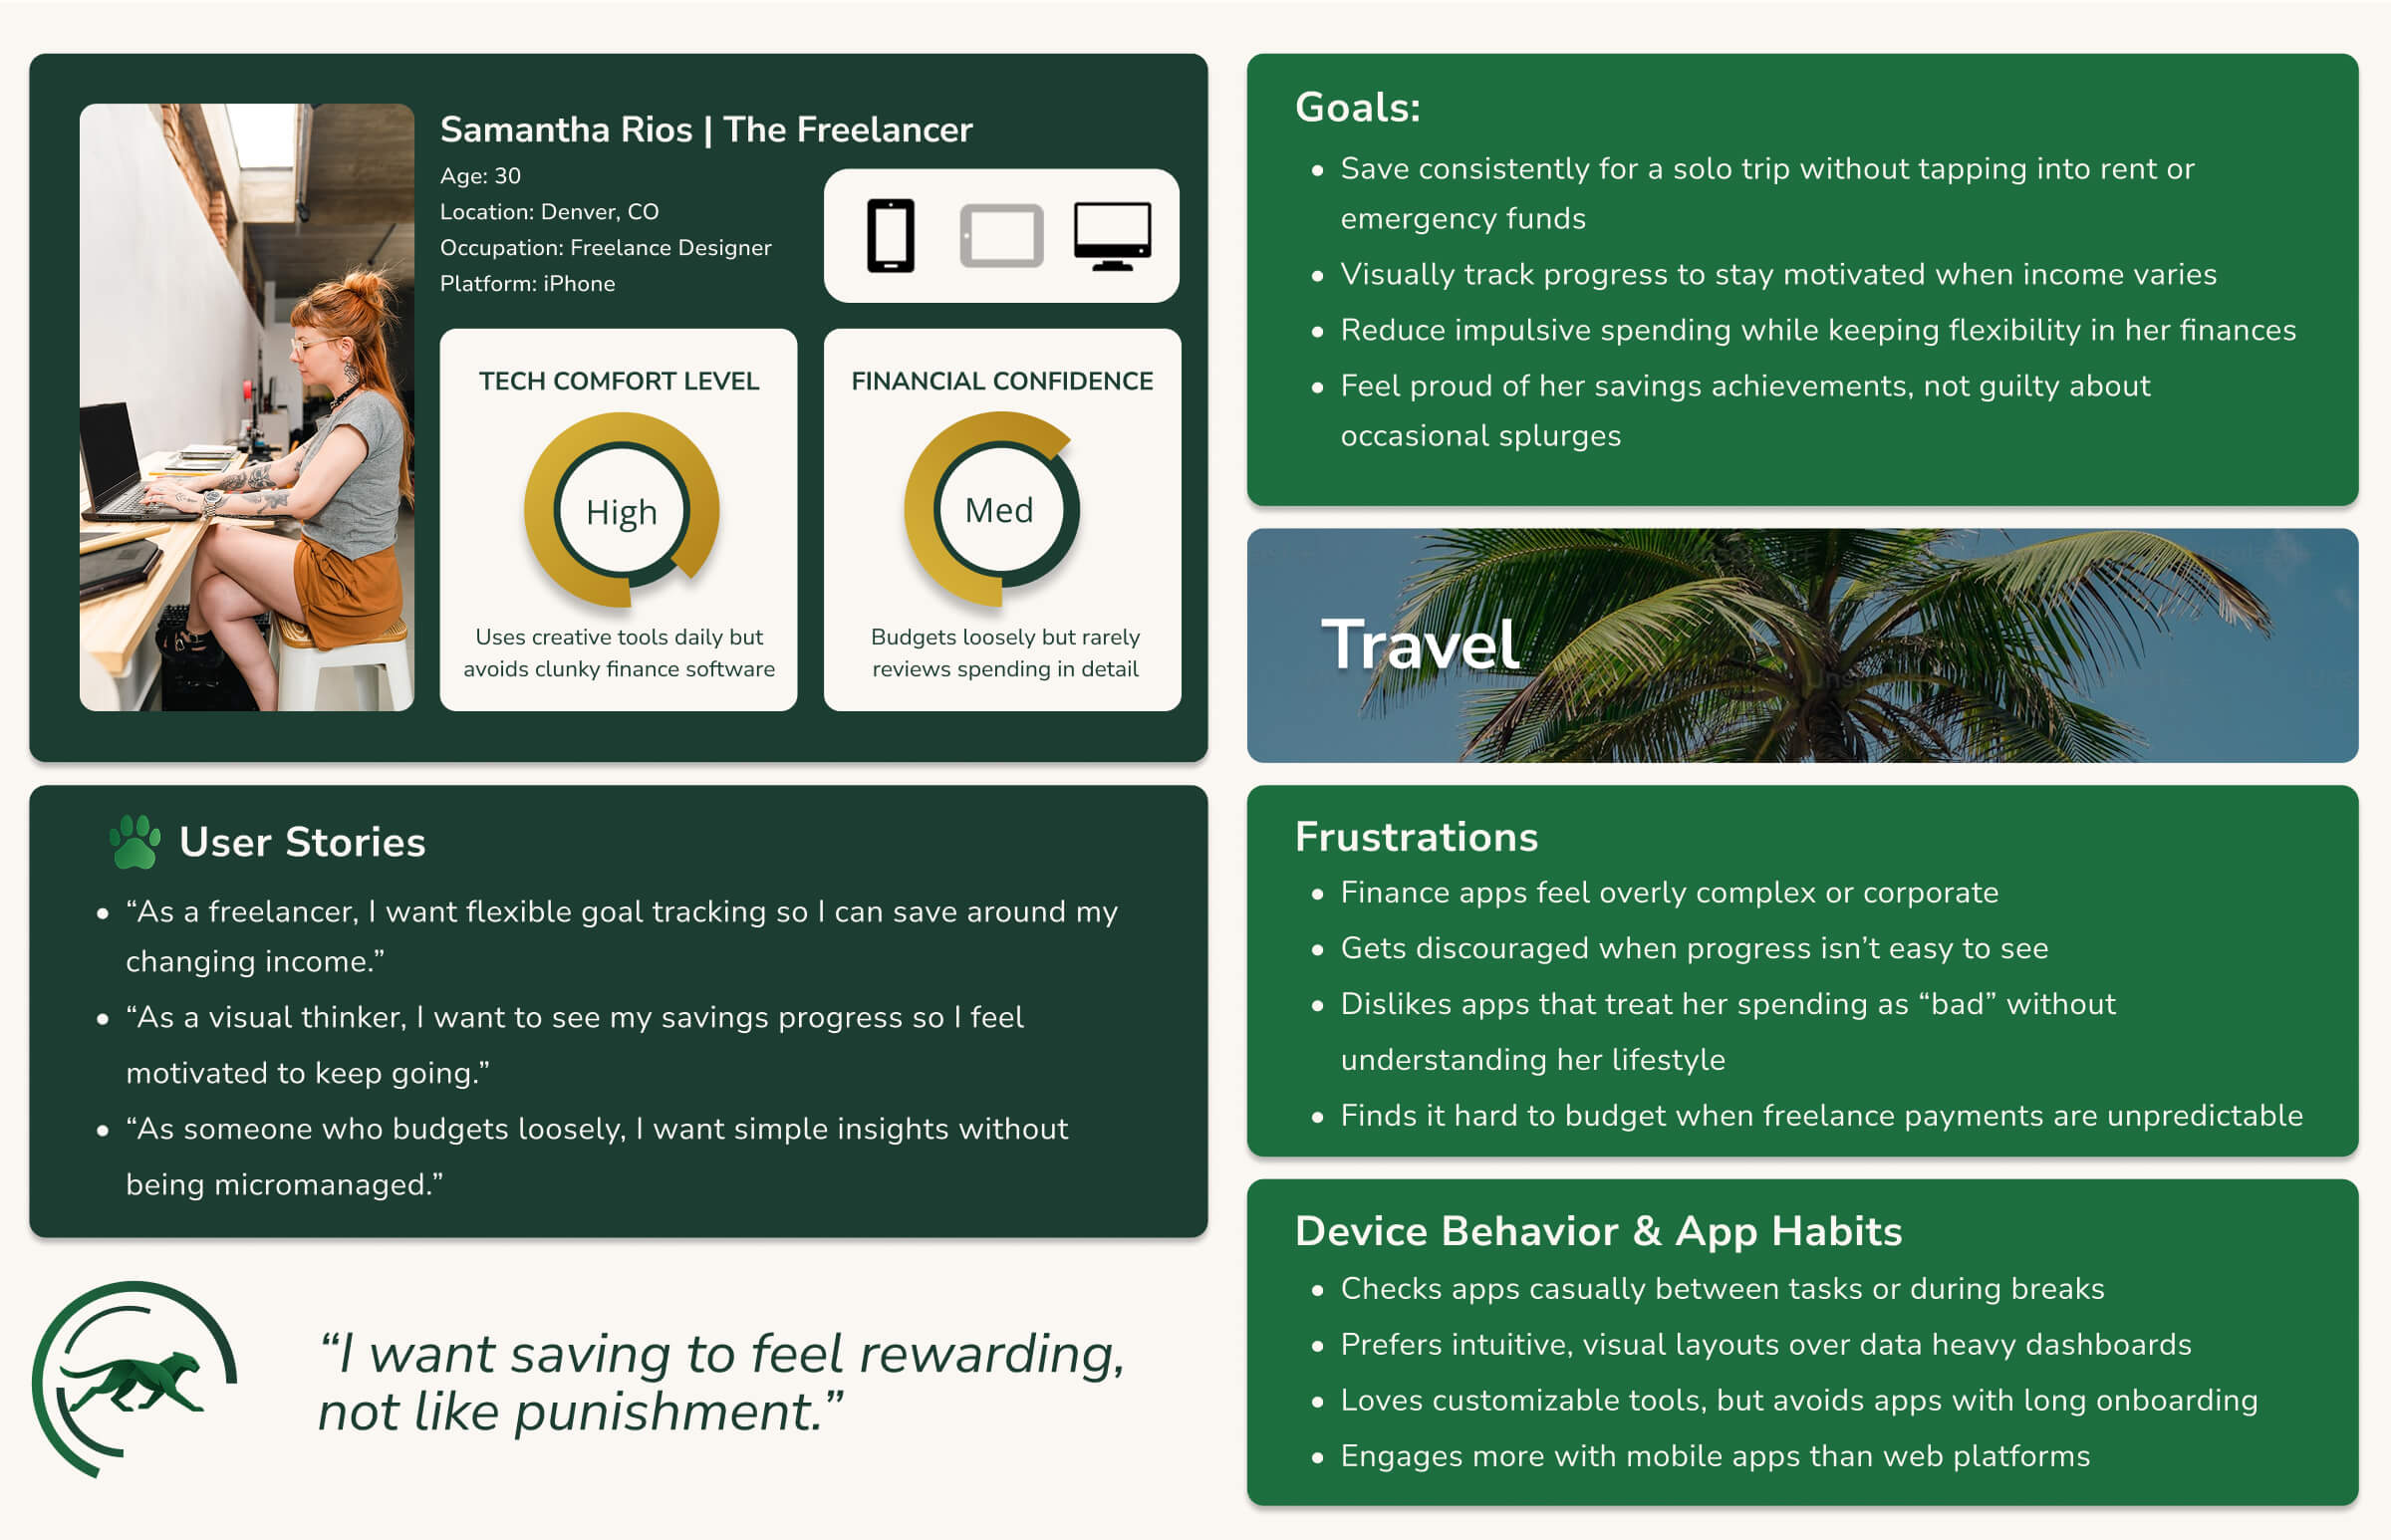 Samantha Rios | The Freelancer
Age: 30
Location: Denver, CO
Occupation: Freelance Designer
Platform: iPhone
TECH COMFORT LEVEL
High
Uses creative tools daily but
avoids clunky finance software
FINANCIAL CONFIDENCE
Med
Budgets loosely but rarely
reviews spending in detail
User Stories
• “As a freelancer, I want flexible goal tracking so I can save around my
changing income.”
• “As a visual thinker, I want to see my savings progress so I feel
motivated to keep going.”
• “As someone who budgets loosely, I want simple insights without
being micromanaged.”
“I want saving to feel rewarding,
not like punishment.”
Goals:
• Save consistently for a solo trip without tapping into rent or
emergency funds
• Visually track progress to stay motivated when income varies
• Reduce impulsive spending while keeping flexibility in her finances
• Feel proud of her savings achievements, not guilty about
occasional splurges
Travel
Frustrations
• Finance apps feel overly complex or corporate
• Gets discouraged when progress isn’t easy to see
• Dislikes apps that treat her spending as “bad” without
understanding her lifestyle
• Finds it hard to budget when freelance payments are unpredictable
Device Behavior & App Habits
• Checks apps casually between tasks or during breaks
• Prefers intuitive, visual layouts over data heavy dashboards
• Loves customizable tools, but avoids apps with long onboarding
• Engages more with mobile apps than web platforms